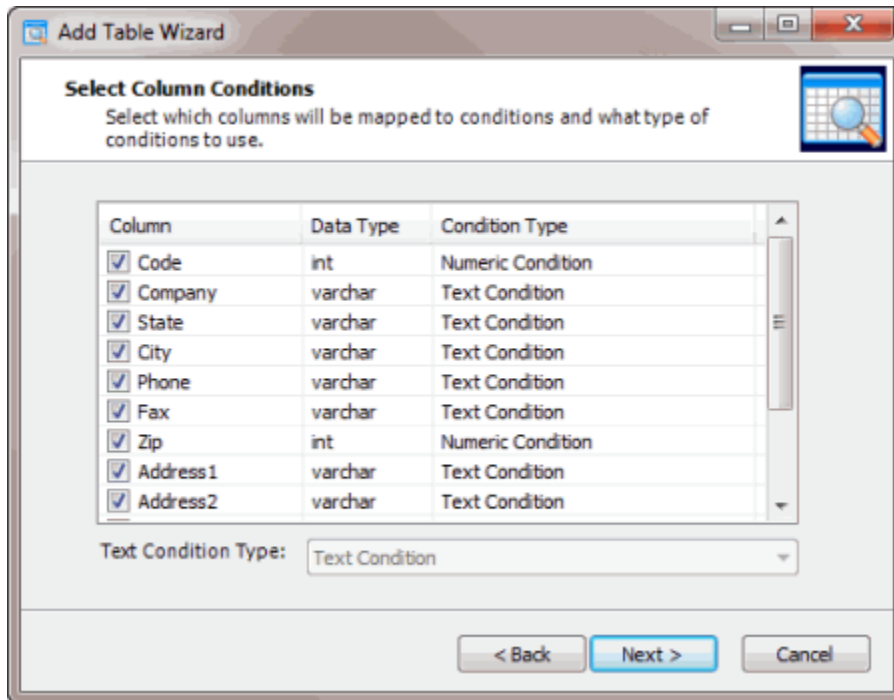 Add Table Wizard
Select Column Conditions
Select which columns will be mapped to conditions and what type of
conditions to use.
Column Data Type Condition Type
Code int Numeric Condition
Company varchar Text Condition
State varchar Text Condition
City varchar Text Condition
Phone varchar Text Condition
Fax varchar Text Condition
Zip int Numeric Condition
Address1 varchar Text Condition
Address2 varchar Text Condition
Text Condition Type: Text Condition
< Back Next > Cancel